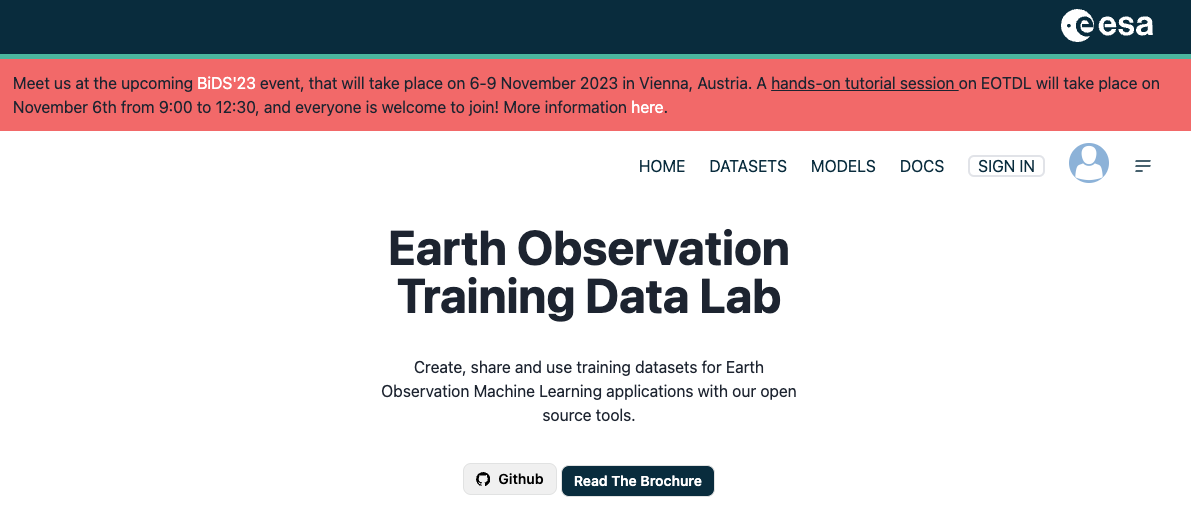 esa
Meet us at the upcoming BiDS'23 event, that will take place on 6-9 November 2023 in Vienna, Austria. A hands-on tutorial session on EOTDL will take place on
November 6th from 9:00 to 12:30, and everyone is welcome to join! More information here.
HOME DATASETS MODELS DOCS SIGN IN
Earth Observation
Training Data Lab
Create, share and use training datasets for Earth
Observation Machine Learning applications with our open
source tools.
Github Read The Brochure